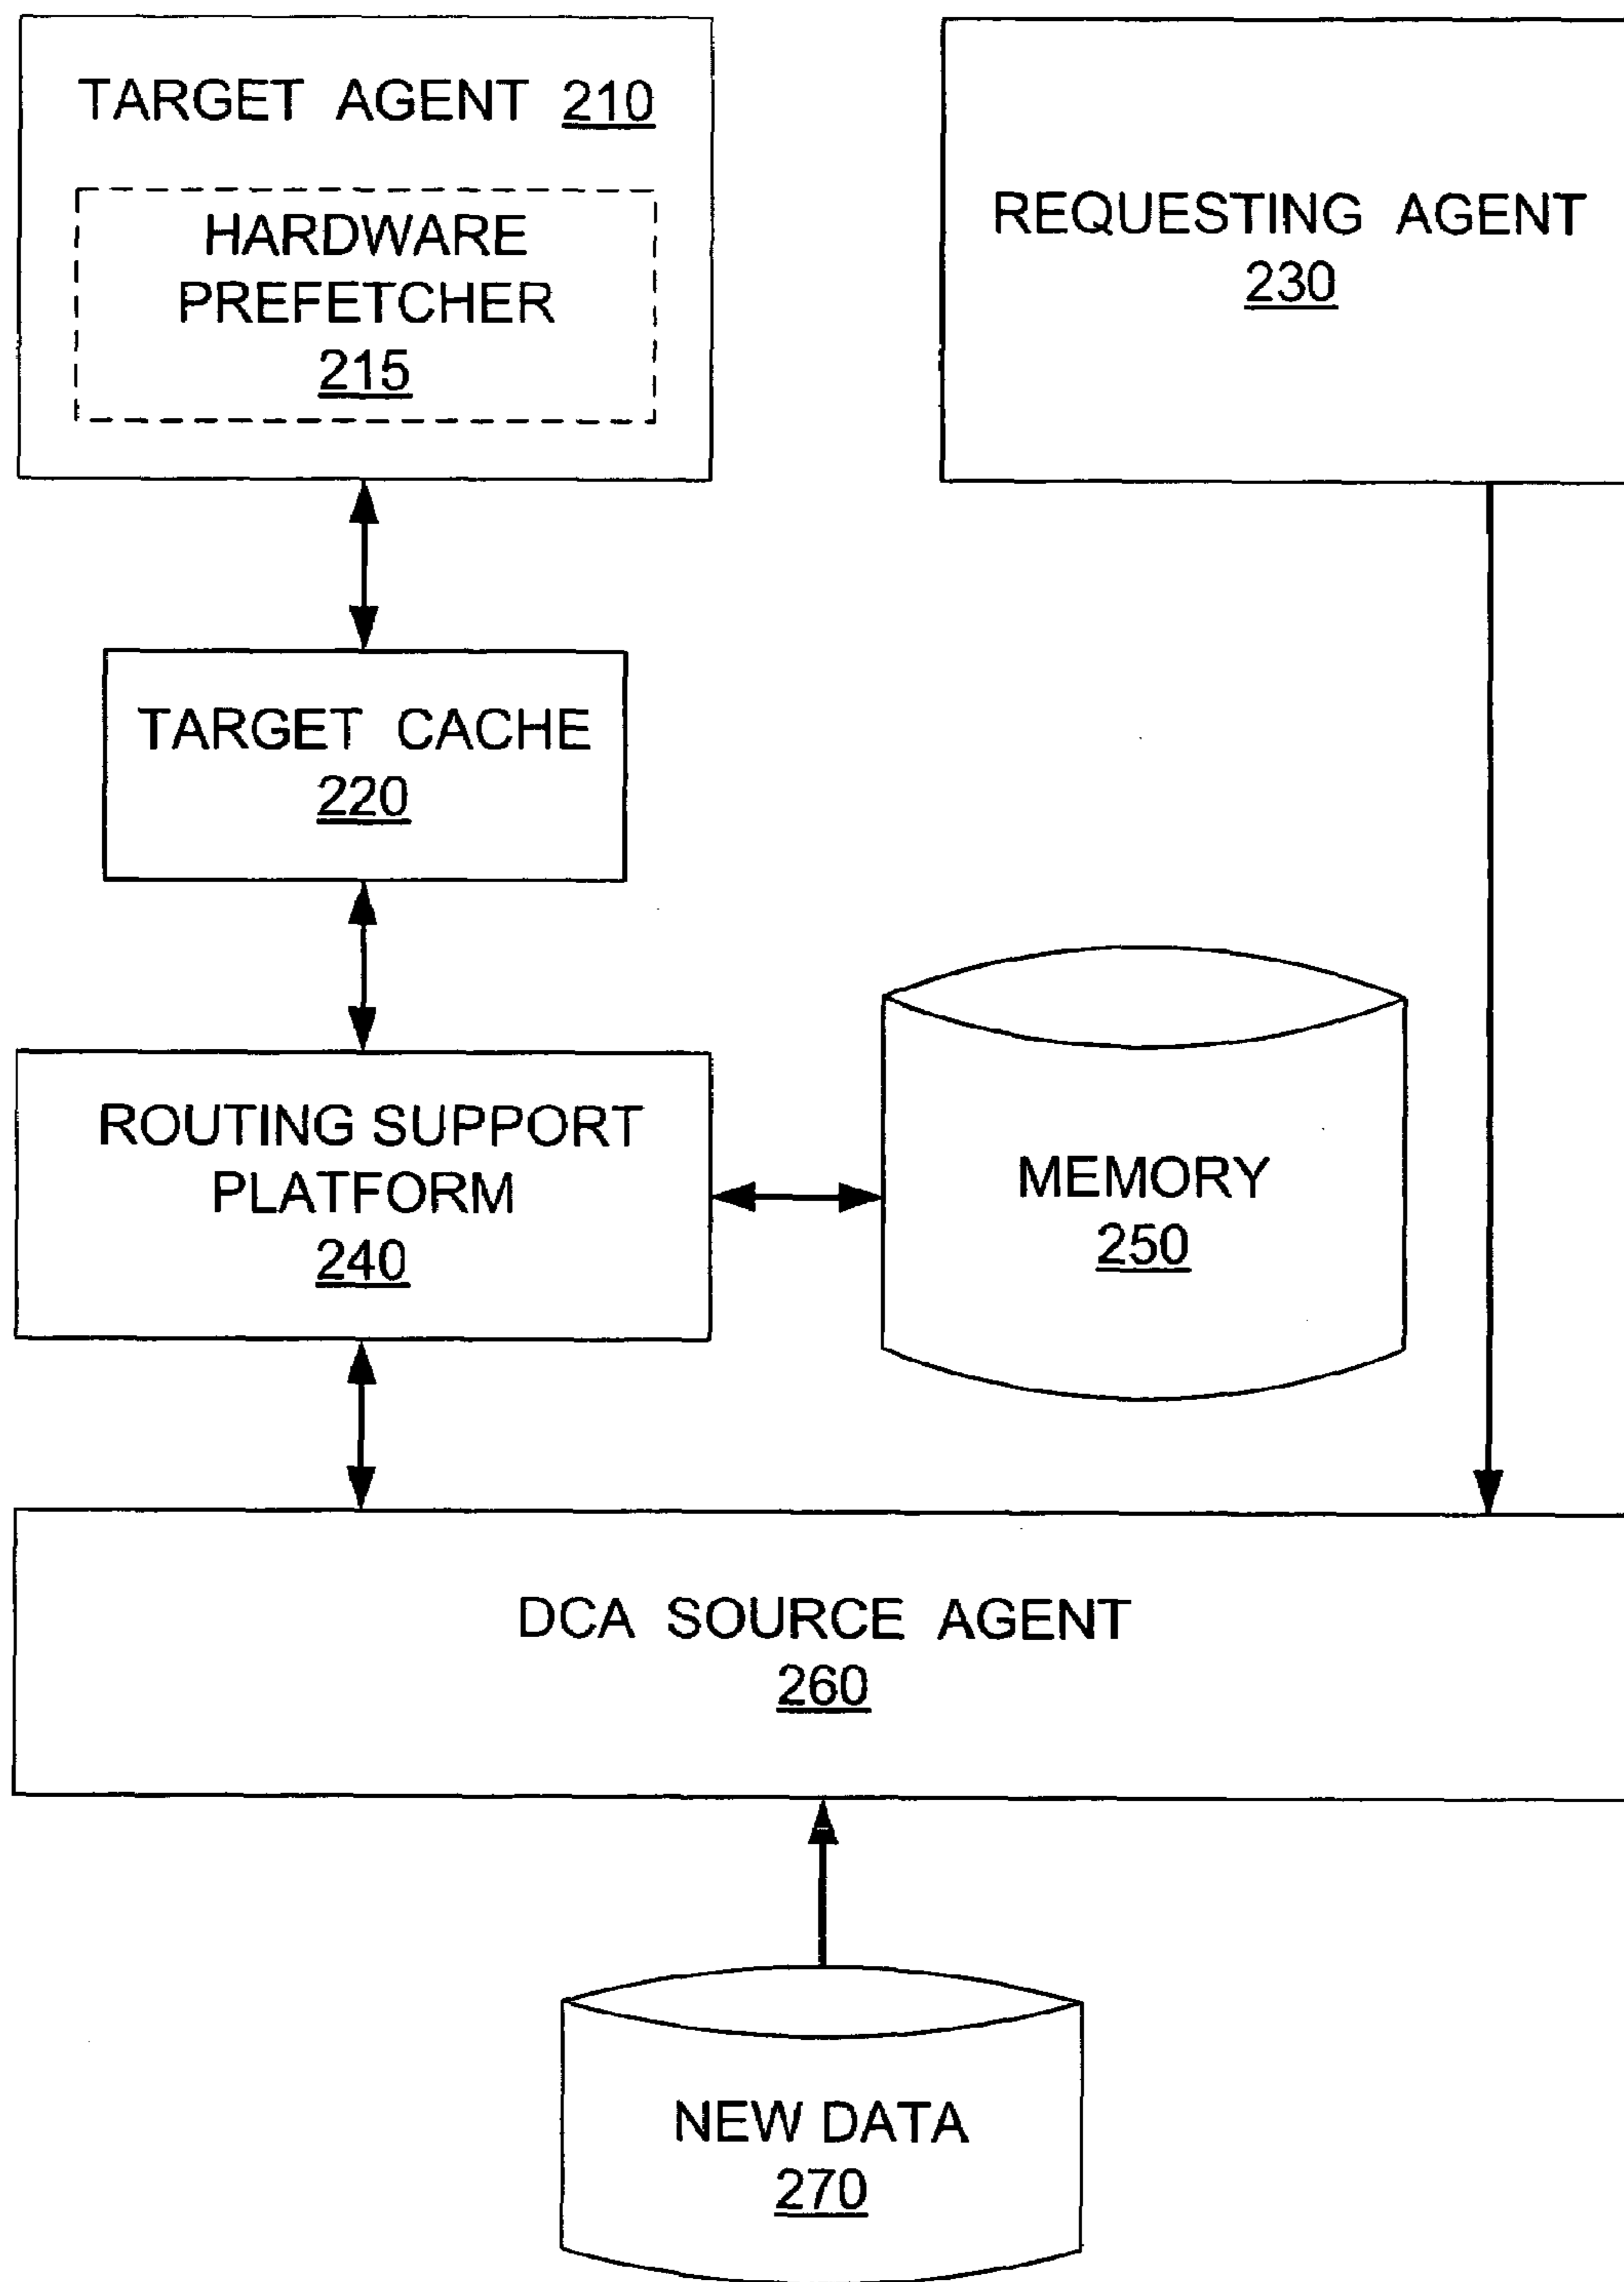 TARGET AGENT 210
HARDWARE
PREFETCHER
215
REQUESTING AGENT
230
TARGET CACHE
220
ROUTING SUPPORT
PLATFORM
240
MEMORY
250
DCA SOURCE AGENT
260
NEW DATA
270